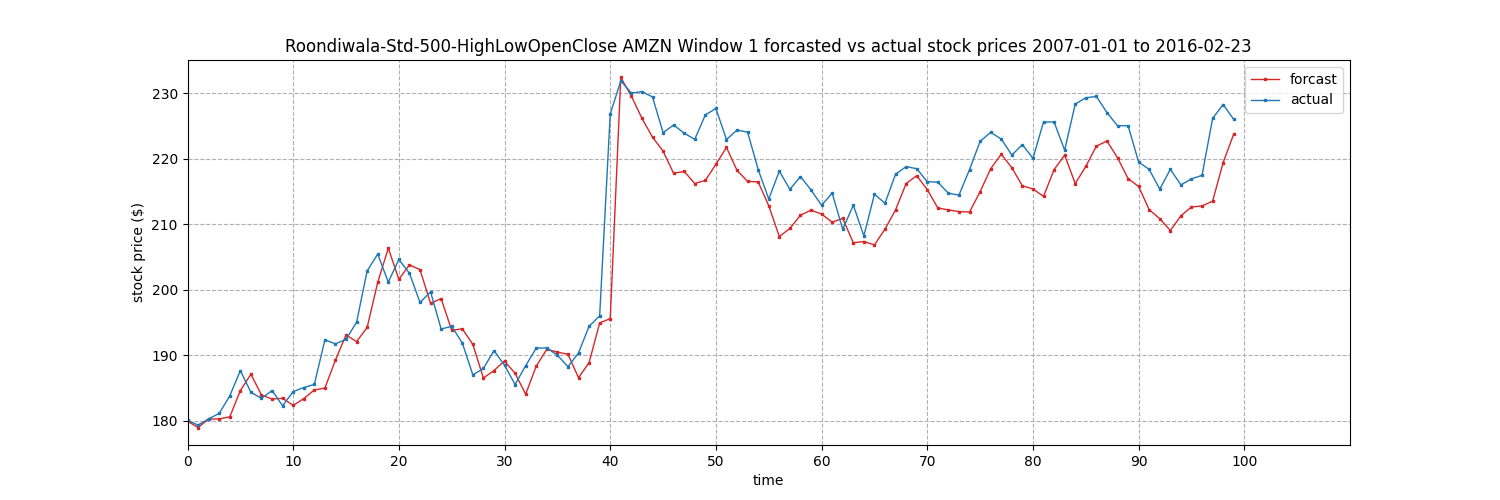 Roondiwala-Std-500-HighLowOpenClose AMZN Window 1 forcasted vs actual stock prices 2007-01-01 to 2016-02-23
forcast
actual
230
220
210
200
190
180
stock price ($)
0 10 20 30 40 50 60 70 80 90 100
time